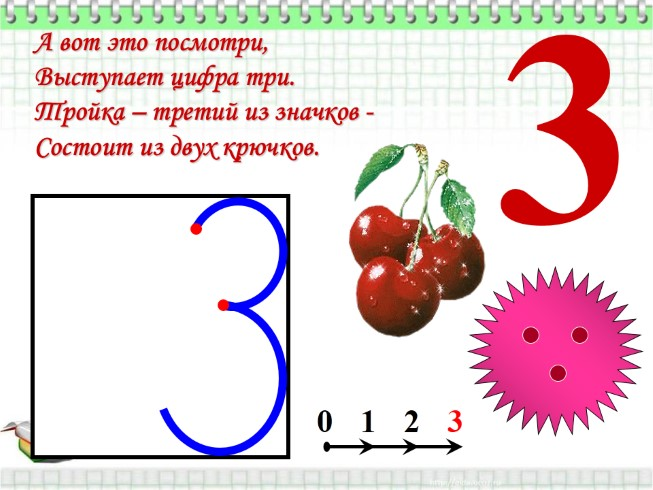 А вот это посмотри,
Выступает цифра три.
Тройка – третий из значков -
Состоит из двух крючков.
3
3
0 1 2 3